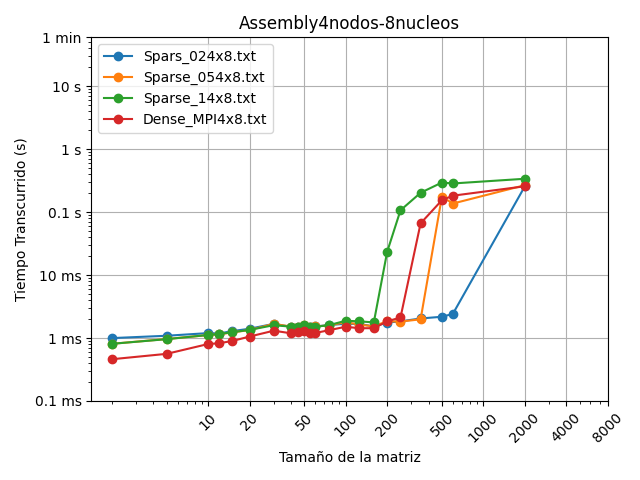 Assembly4nodos-8nucleos
1 min
10 s
1 s
0.1 s
10 ms
1 ms
0.1 ms
Tiempo Transcurrido (s)
Spars_024x8.txt
Sparse_054x8.txt
Sparse_14x8.txt
Dense_MPI4x8.txt
10
20
50
100
200
500
1000
2000
4000
8000
Tamaño de la matriz